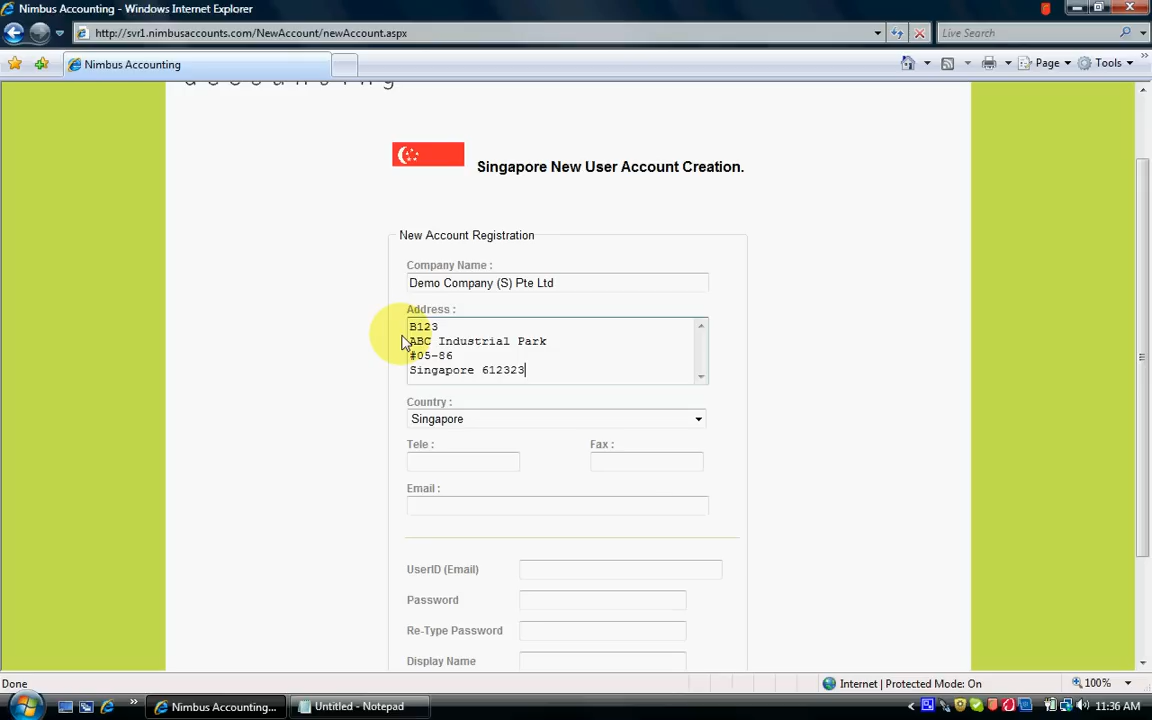 Nimbus Accounting - Windows Internet Explorer
http://svr1.nimbusaccounts.com/NewAccount/newAccount.aspx
Live Search
Nimbus Accounting
Page
Tools
accounting
Singapore New User Account Creation.
New Account Registration
Company Name :
Demo Company (S) Pte Ltd
Address :
B123
ABC Industrial Park
#05-86
Singapore 612323
Country :
Singapore
Tele :
Fax :
Email :
UserID (Email)
Password
Re-Type Password
Display Name
Done
Internet | Protected Mode: On
100%
Nimbus Accounting...
Untitled - Notepad
11:36 AM